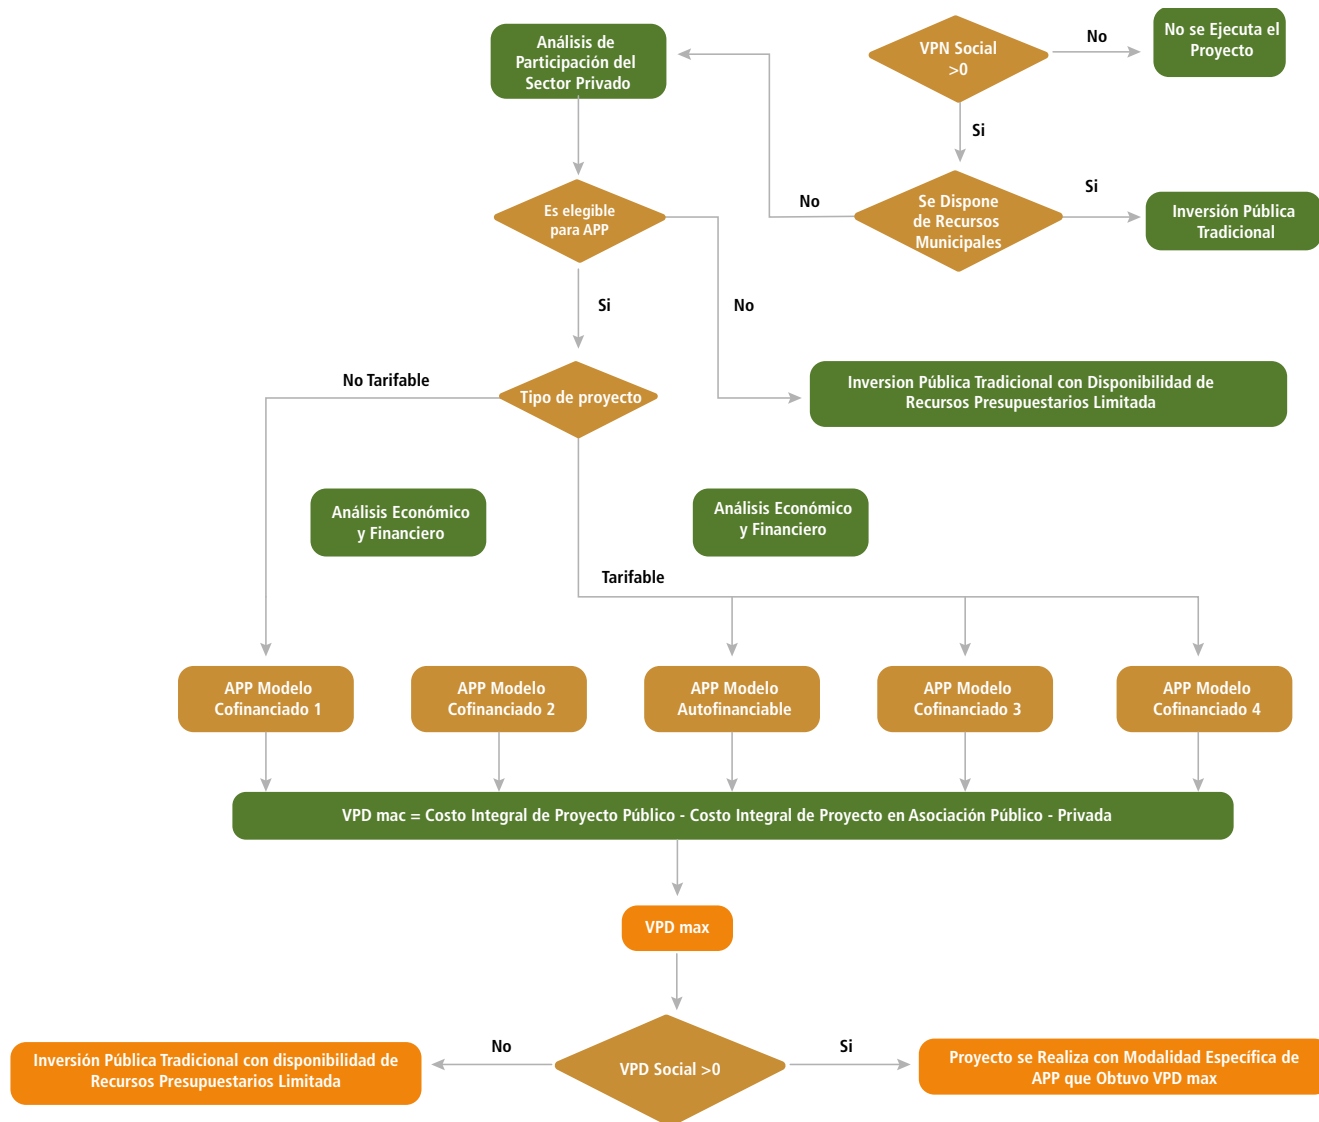 Análisis de
Participación del
Sector Privado
VPN Social
>0
No
No se Ejecuta el
Proyecto
Si
Es elegible
para APP
No
Se Dispone
de Recursos
Municipales
Si
Inversión Pública
Tradicional
Si
No
No Tarifable
Tipo de proyecto
Inversion Pública Tradicional con Disponibilidad de
Recursos Presupuestarios Limitada
Análisis Económico
y Financiero
Análisis Económico
y Financiero
Tarifable
APP Modelo
Cofinanciado 1
APP Modelo
Cofinanciado 2
APP Modelo
Autofinanciable
APP Modelo
Cofinanciado 3
APP Modelo
Cofinanciado 4
VPD mac = Costo Integral de Proyecto Público - Costo Integral de Proyecto en Asociación Público - Privada
VPD max
Inversión Pública Tradicional con disponibilidad de
Recursos Presupuestarios Limitada
No
VPD Social >0
Si
Proyecto se Realiza con Modalidad Específica de
APP que Obtuvo VPD max